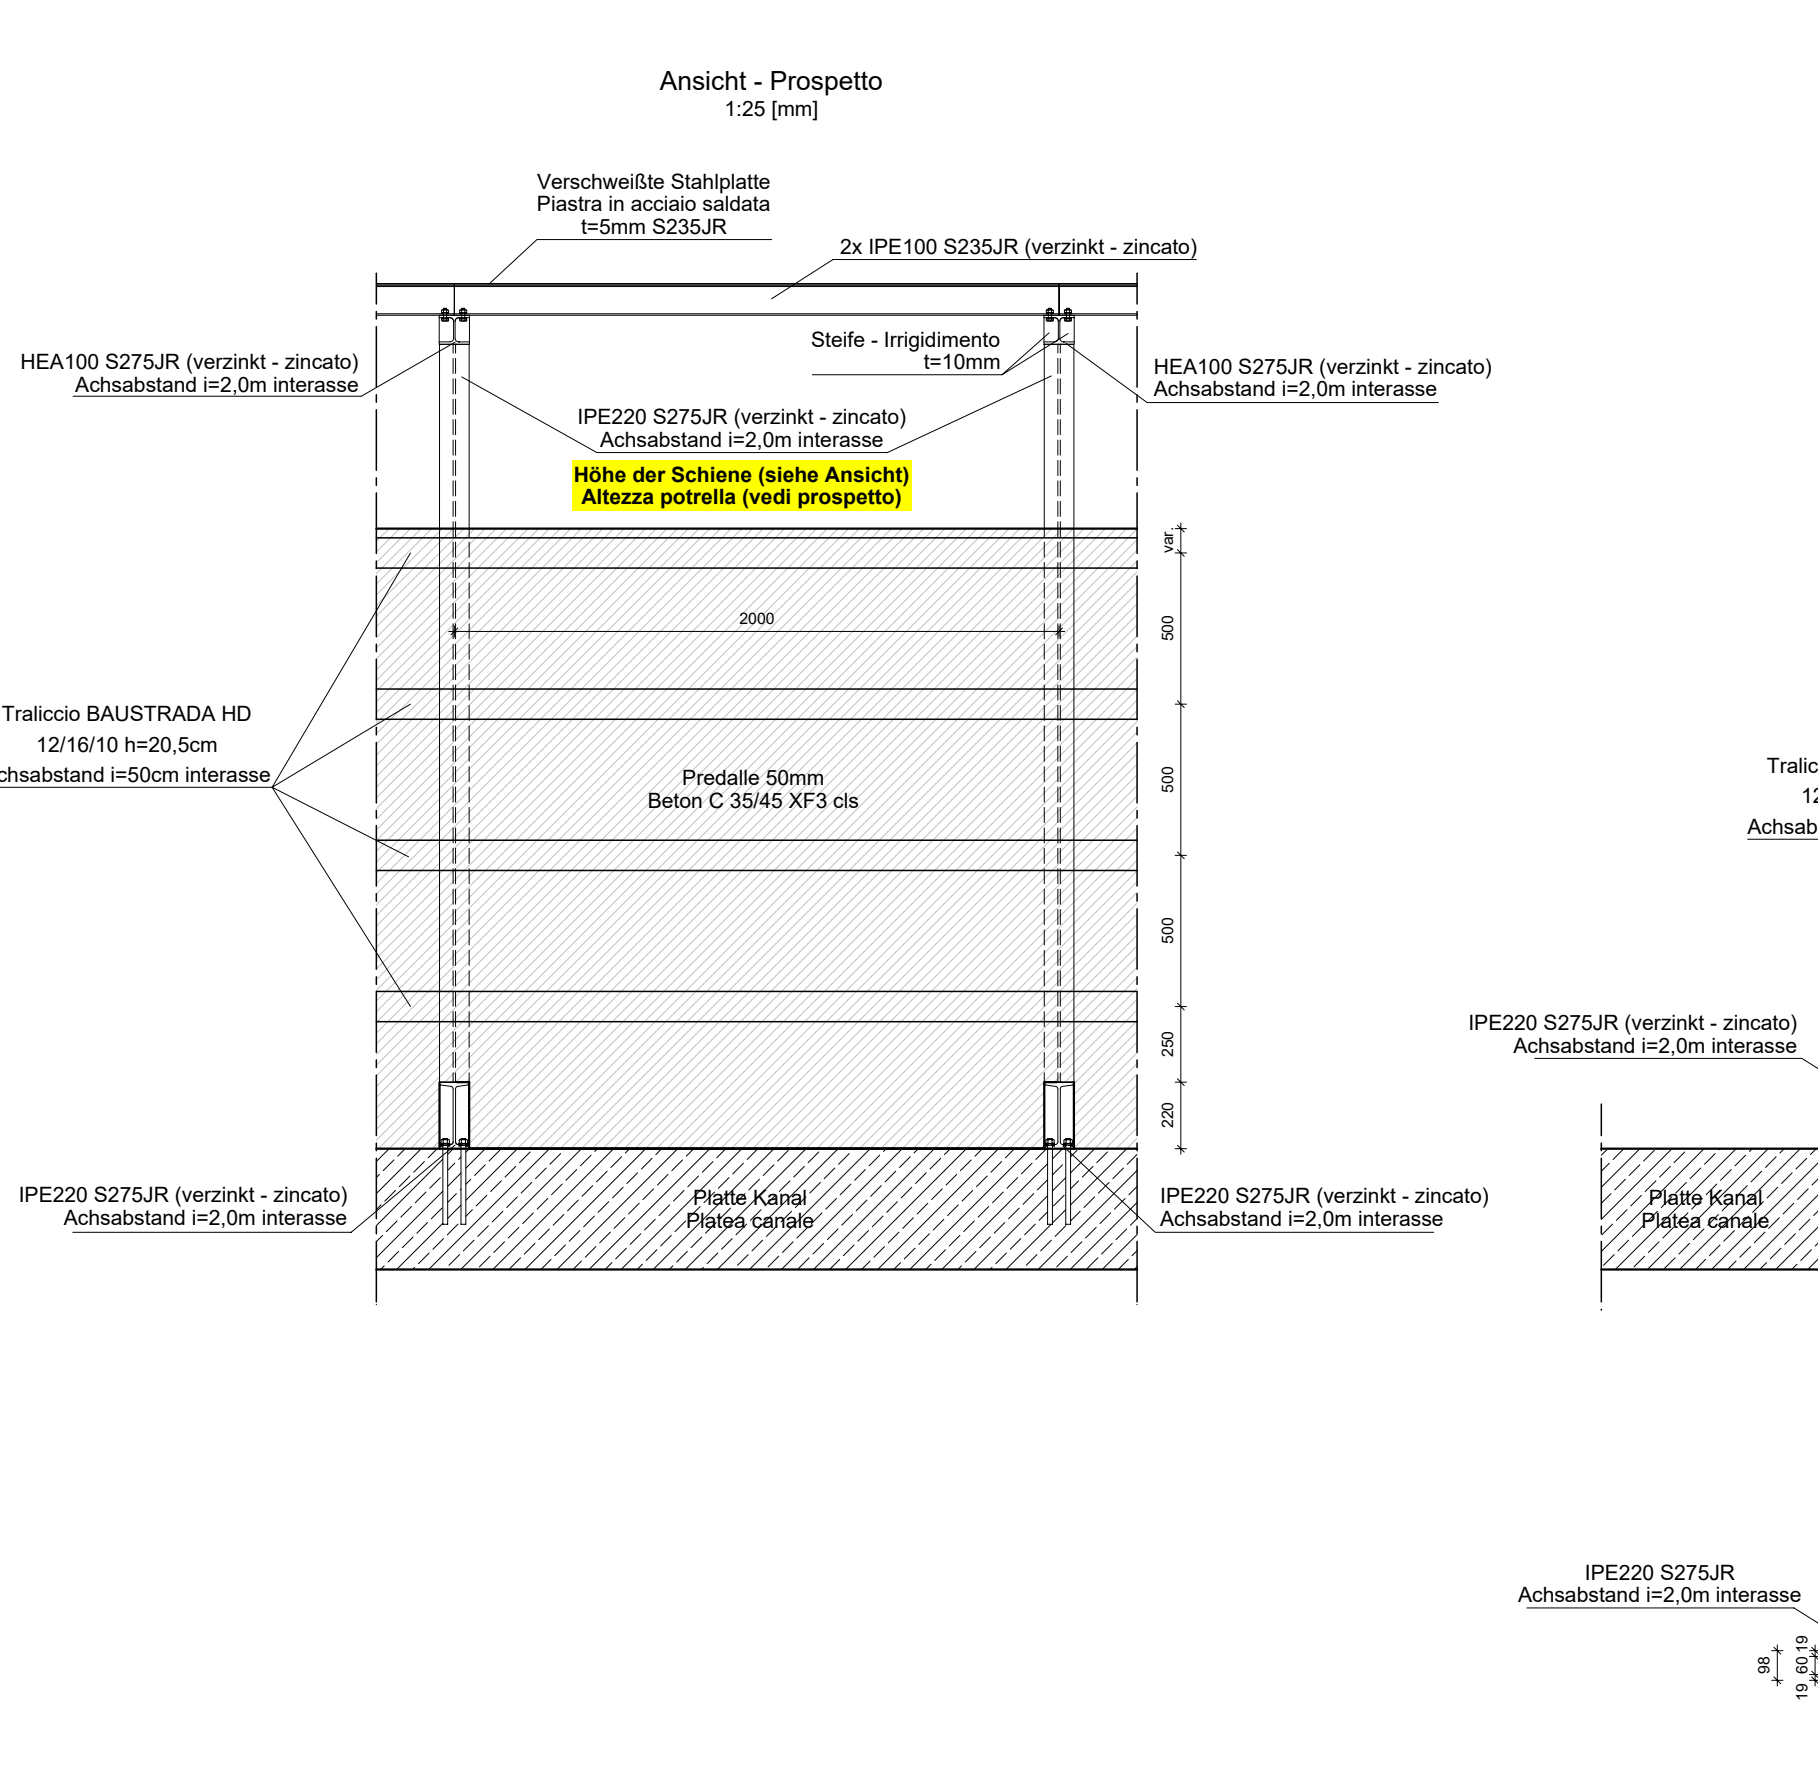 Ansicht - Prospetto
1:25 [mm]
Verschweißte Stahlplatte
Piastra in acciaio saldata
t=5mm S235JR
2x IPE100 S235JR (verzinkt - zincato)
Steife - Irrigidimento
t=10mm
HEA100 S275JR (verzinkt - zincato)
Achsabstand i=2,0m interasse
HEA100 S275JR (verzinkt - zincato)
Achsabstand i=2,0m interasse
IPE220 S275JR (verzinkt - zincato)
Achsabstand i=2,0m interasse
Höhe der Schiene (siehe Ansicht)
Altezza potrella (vedi prospetto)
var.
2000
500
Traliccio BAUSTRADA HD
12/16/10 h=20,5cm
chsabstand i=50cm interasse
Predalle 50mm
Beton C 35/45 XF3 cls
500
500
250
220
Tralic
12
Achsab
IPE220 S275JR (verzinkt - zincato)
Achsabstand i=2,0m interasse
IPE220 S275JR (verzinkt - zincato)
Achsabstand i=2,0m interasse
Platte Kanal
Platea canale
IPE220 S275JR (verzinkt - zincato)
Achsabstand i=2,0m interasse
Platte Kanal
Platea canale
IPE220 S275JR
Achsabstand i=2,0m interasse
98
19
60
19